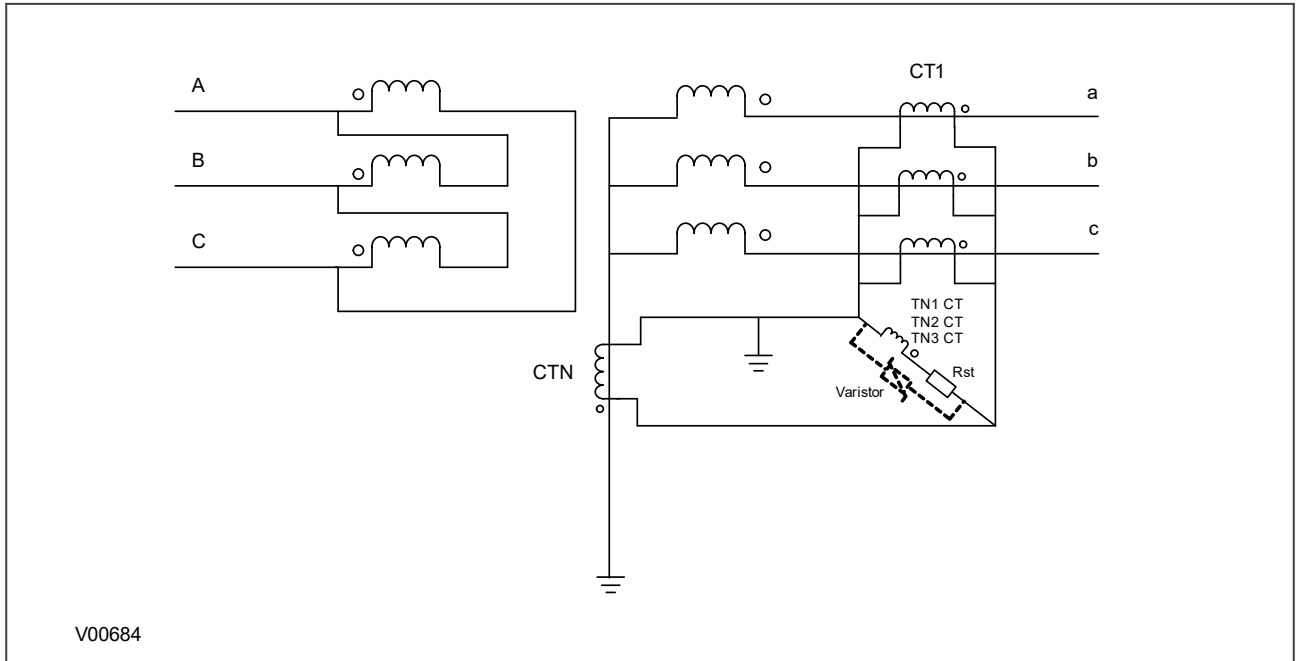 CT1
A
a
B
b
C
c
TN1 CT
TN2 CT
TN3 CT
CTN
Rst
Varistor
V00684